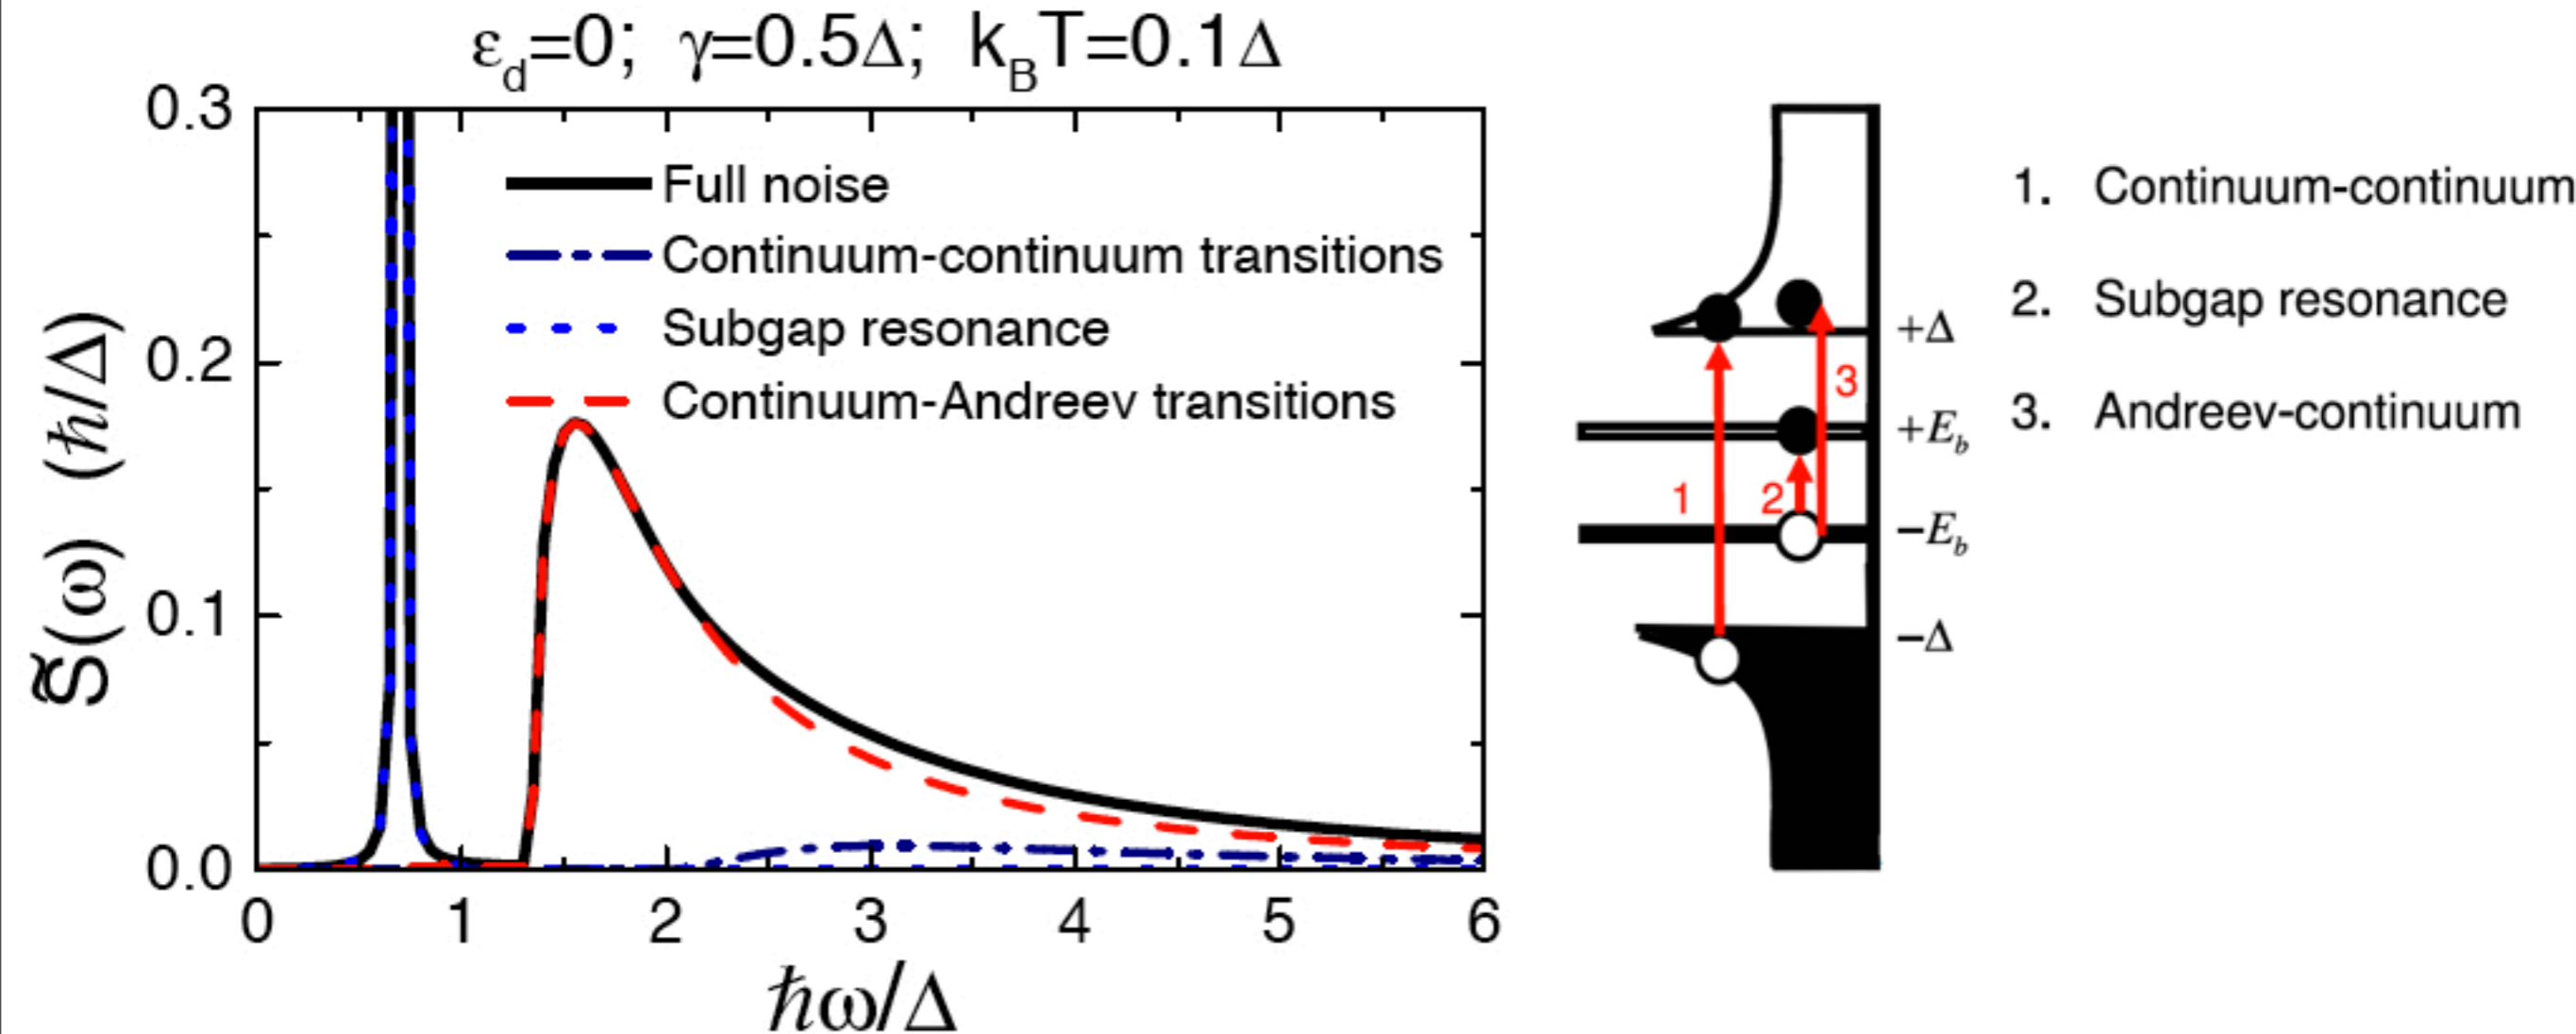 ε_d=0; γ=0.5Δ; k_BT=0.1Δ
0.3
0.2
0.1
0.0
S̃(ω) (ħ/Δ)
Full noise
Continuum-continuum transitions
Subgap resonance
Continuum-Andreev transitions
0 1 2 3 4 5 6
ħω/Δ
+Δ
+E_b
−E_b
−Δ
1
2
3
1. Continuum-continuum
2. Subgap resonance
3. Andreev-continuum